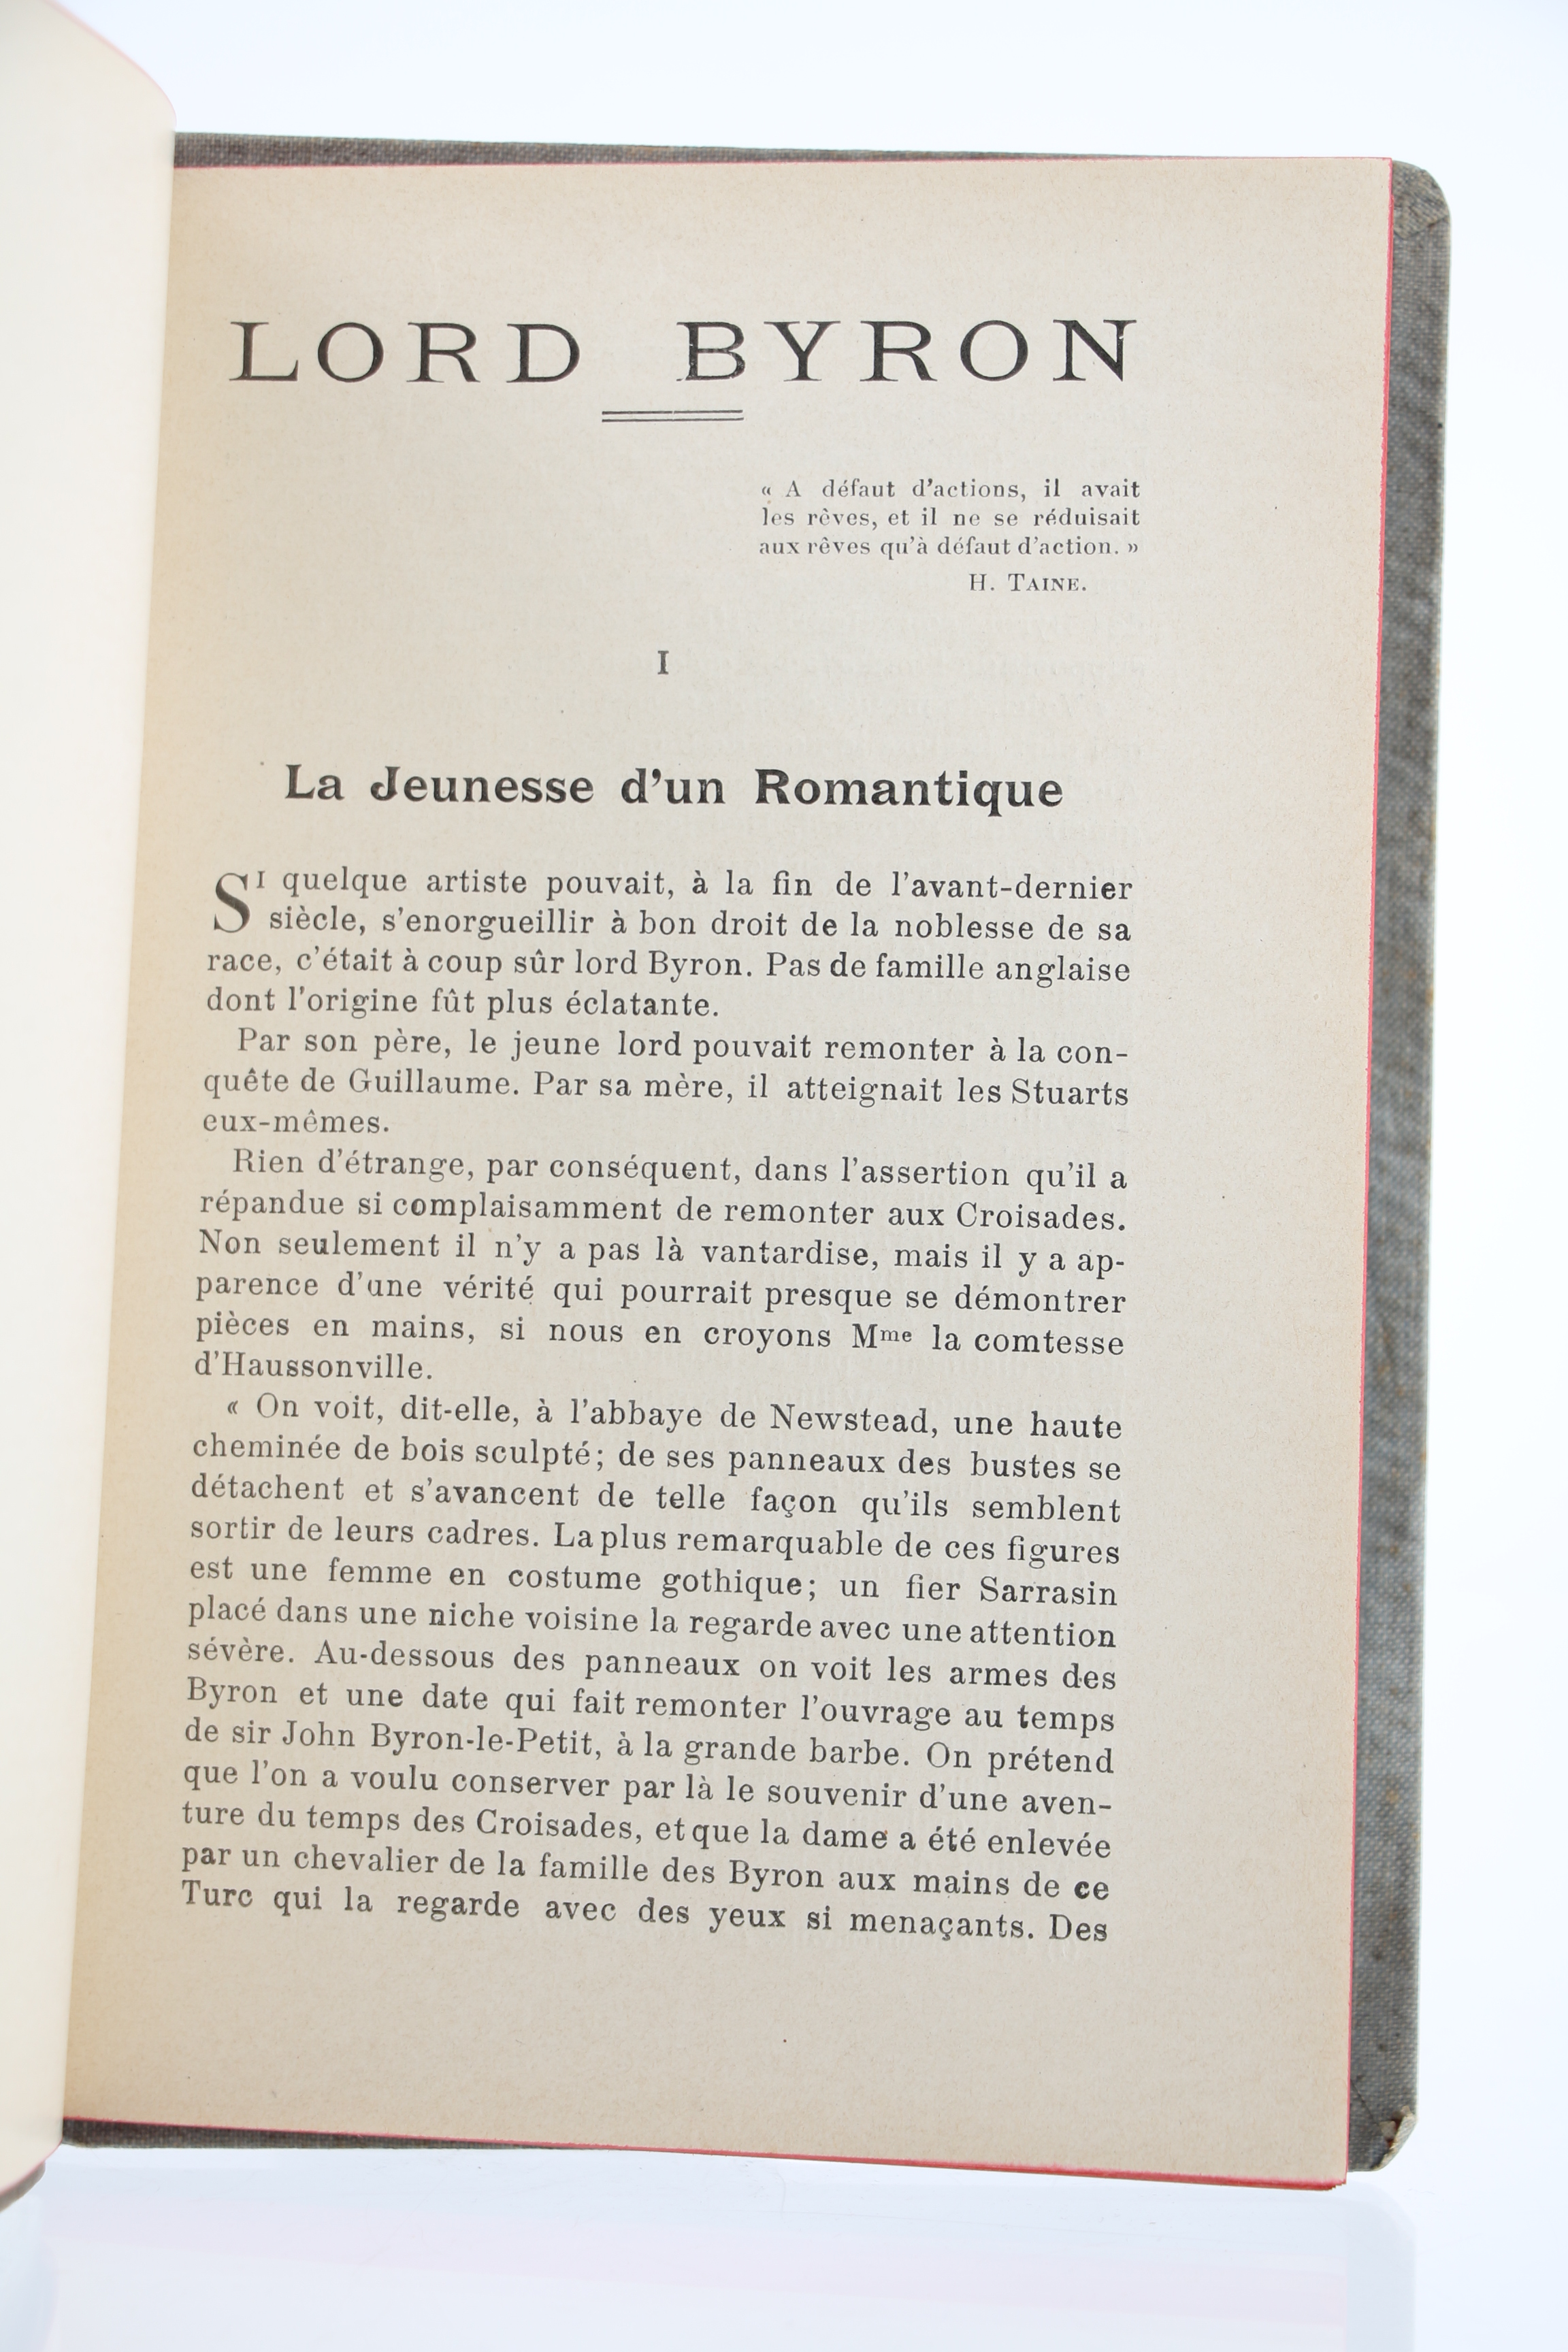 LORD BYRON
« A défaut d'actions, il avait
les rêves, et il ne se réduisait
aux rêves qu'à défaut d'action. »
H. TAINE.
I
La Jeunesse d'un Romantique
SI quelque artiste pouvait, à la fin de l'avant-dernier
siècle, s'enorgueillir à bon droit de la noblesse de sa
race, c'était à coup sûr lord Byron. Pas de famille anglaise
dont l'origine fût plus éclatante.
Par son père, le jeune lord pouvait remonter à la con-
quête de Guillaume. Par sa mère, il atteignait les Stuarts
eux-mêmes.
Rien d'étrange, par conséquent, dans l'assertion qu'il a
répandue si complaisamment de remonter aux Croisades.
Non seulement il n'y a pas là vantardise, mais il y a ap-
parence d'une vérité qui pourrait presque se démontrer
pièces en mains, si nous en croyons Mme la comtesse
d'Haussonville.
« On voit, dit-elle, à l'abbaye de Newstead, une haute
cheminée de bois sculpté; de ses panneaux des bustes se
détachent et s'avancent de telle façon qu'ils semblent
sortir de leurs cadres. La plus remarquable de ces figures
est une femme en costume gothique; un fier Sarrasin
placé dans une niche voisine la regarde avec une attention
sévère. Au-dessous des panneaux on voit les armes des
Byron et une date qui fait remonter l'ouvrage au temps
de sir John Byron-le-Petit, à la grande barbe. On prétend
que l'on a voulu conserver par là le souvenir d'une aven-
ture du temps des Croisades, et que la dame a été enlevée
par un chevalier de la famille des Byron aux mains de ce
Turc qui la regarde avec des yeux si menaçants. Des